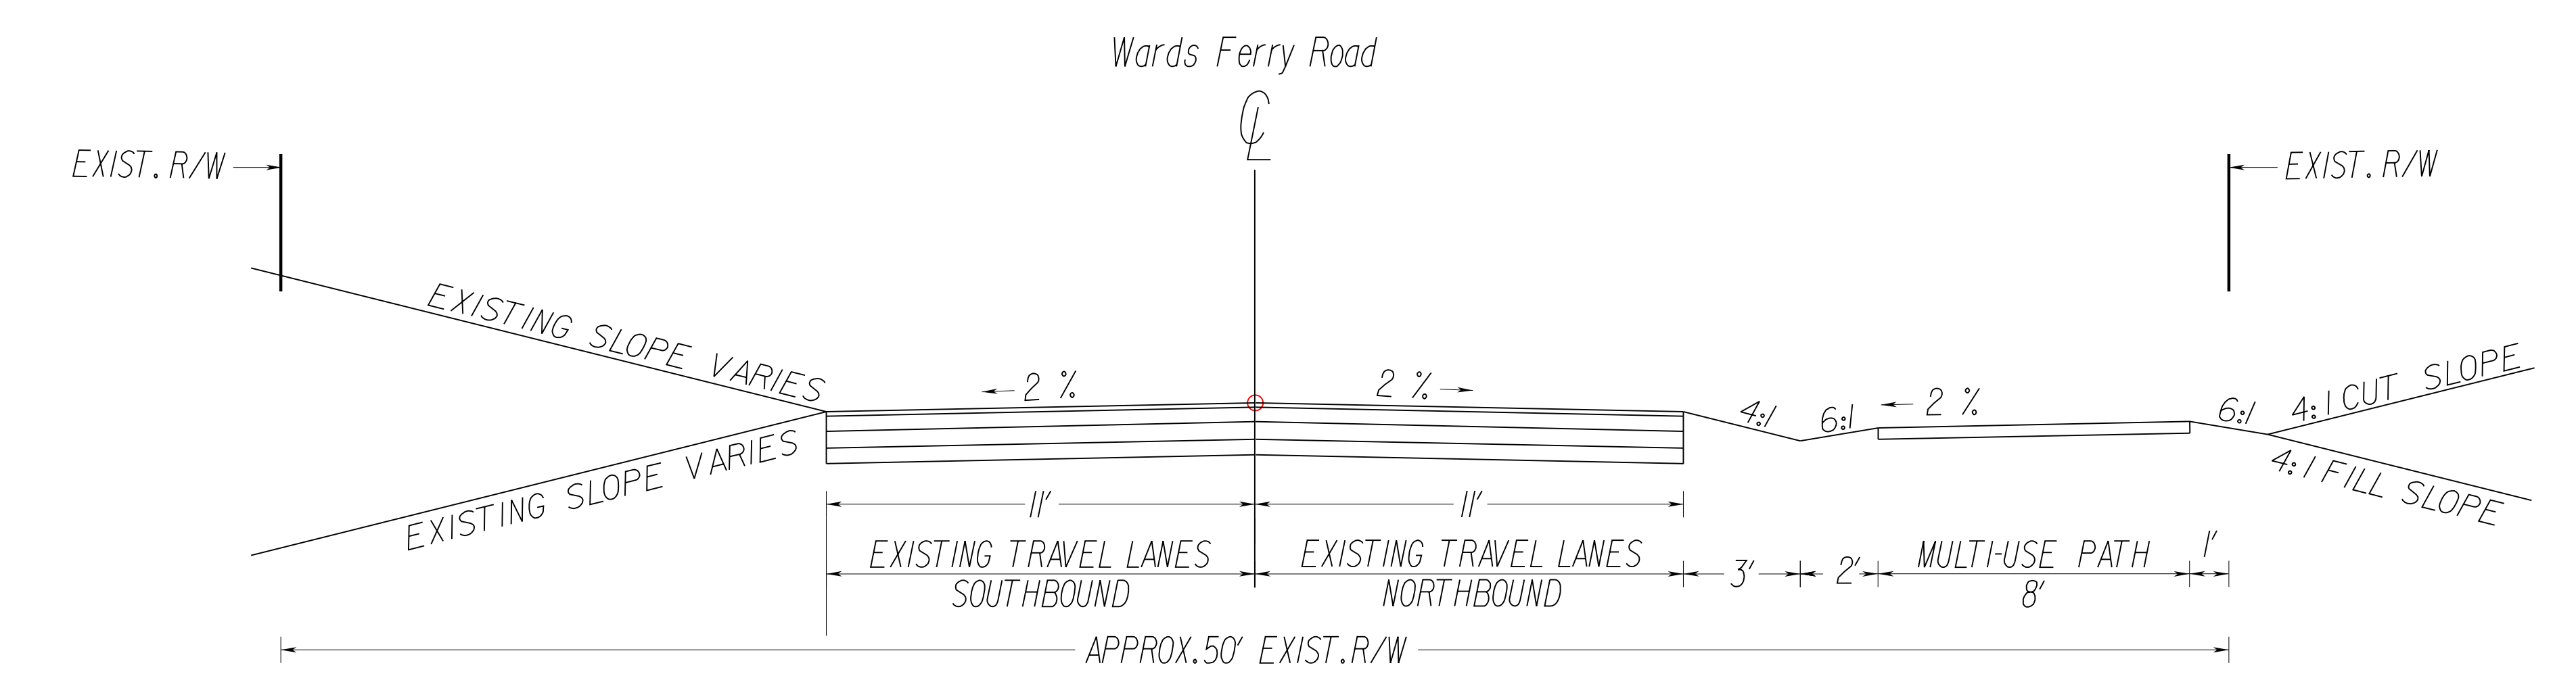 Wards Ferry Road
℄
EXIST. R/W
EXIST. R/W
EXISTING SLOPE VARIES
EXISTING SLOPE VARIES
2 %
2 %
4:1
6:1
2 %
6:1
4:1 CUT SLOPE
4:1 FILL SLOPE
11'
11'
EXISTING TRAVEL LANES
SOUTHBOUND
EXISTING TRAVEL LANES
NORTHBOUND
3'
2'
MULTI-USE PATH
8'
1'
APPROX. 50' EXIST. R/W